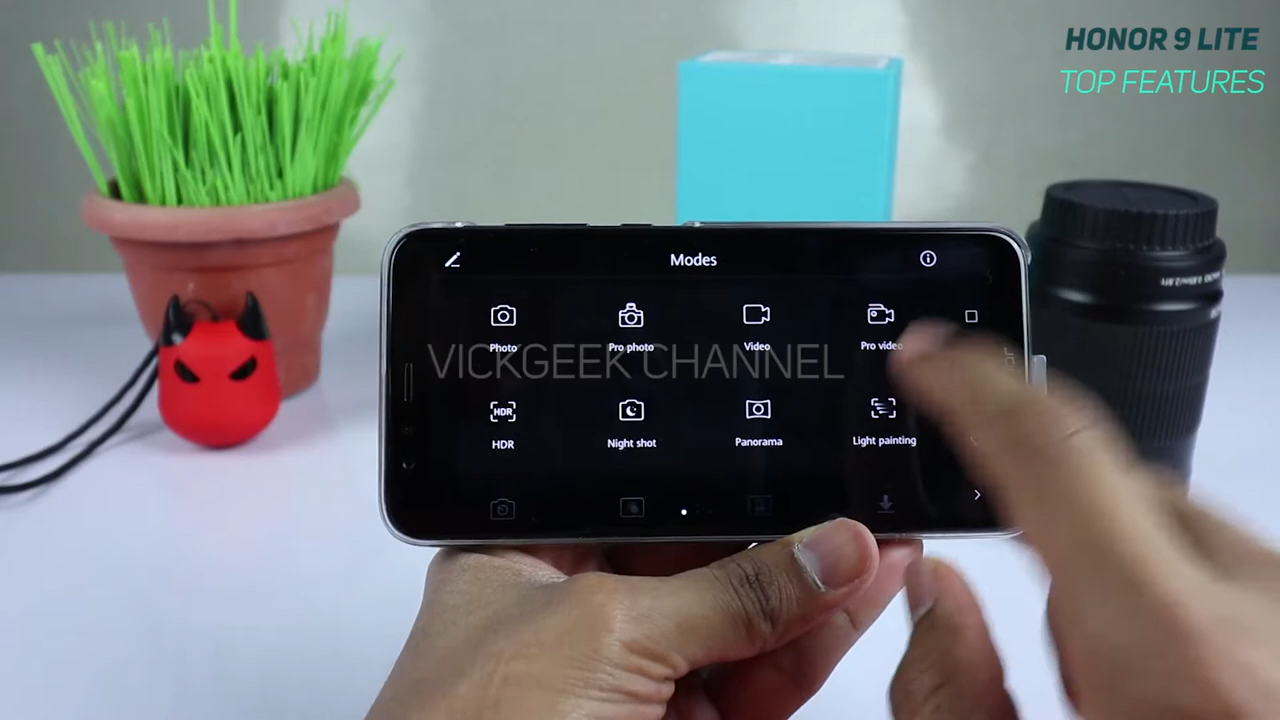 HONOR 9 LITE
TOP FEATURES
Modes
Photo
Pro photo
Video
Pro video
VICKGEEK CHANNEL
HDR
HDR
Night shot
Panorama
Light painting